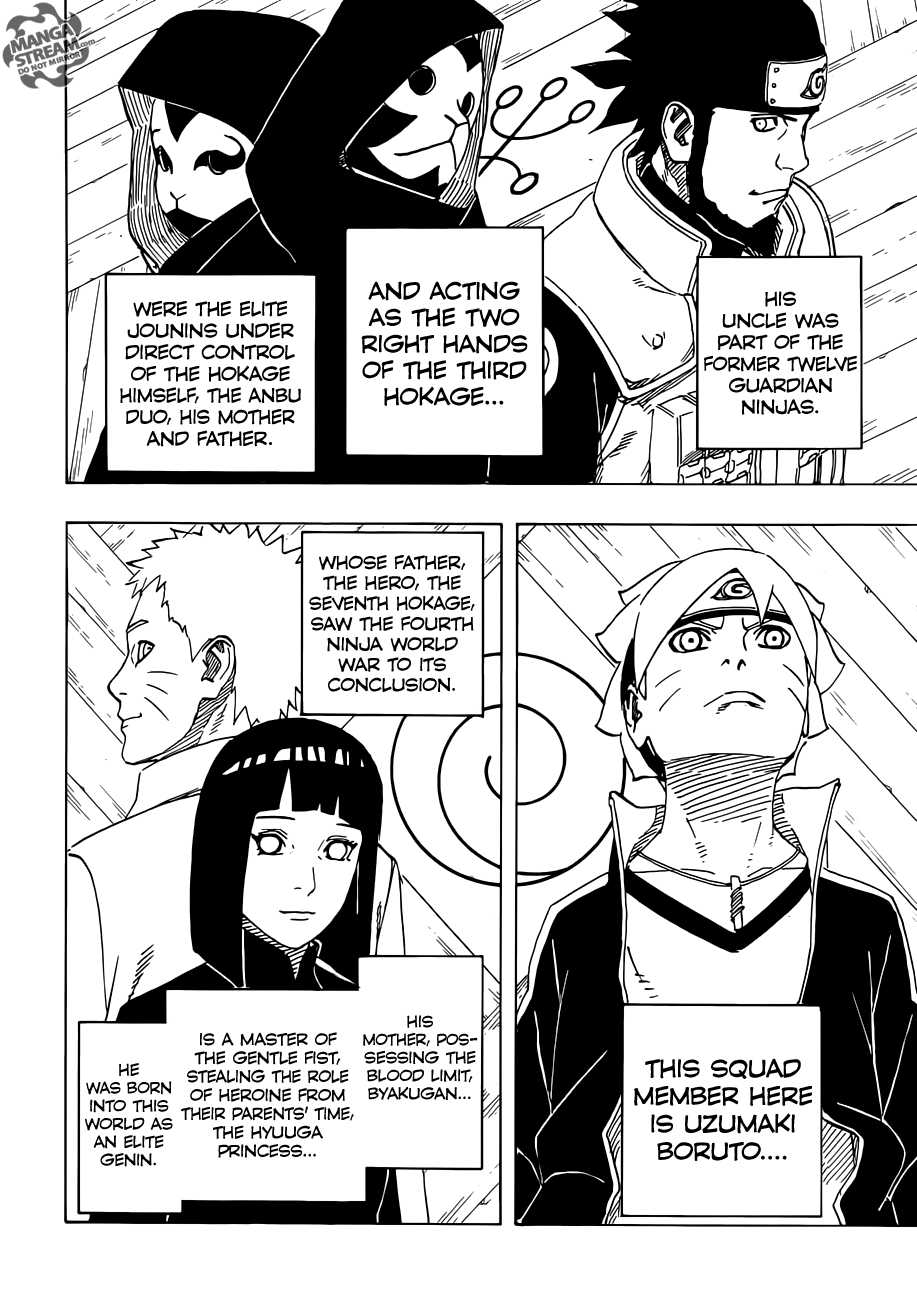 MANGA
STREAM.com
DO NOT MIRROR!
HIS
UNCLE WAS
PART OF THE
FORMER TWELVE
GUARDIAN
NINJAS.
AND ACTING
AS THE TWO
RIGHT HANDS
OF THE THIRD
HOKAGE...
WERE THE ELITE
JOUNINS UNDER
DIRECT CONTROL
OF THE HOKAGE
HIMSELF, THE ANBU
DUO, HIS MOTHER
AND FATHER.
THIS SQUAD
MEMBER HERE
IS UZUMAKI
BORUTO....
WHOSE FATHER,
THE HERO, THE
SEVENTH HOKAGE,
SAW THE FOURTH
NINJA WORLD
WAR TO ITS
CONCLUSION.
HIS
MOTHER, POS-
SESSING THE
BLOOD LIMIT,
BYAKUGAN...
IS A MASTER OF
THE GENTLE FIST,
STEALING THE ROLE
OF HEROINE FROM
THEIR PARENTS' TIME,
THE HYUUGA
PRINCESS...
HE
WAS BORN
INTO THIS
WORLD AS
AN ELITE
GENIN.